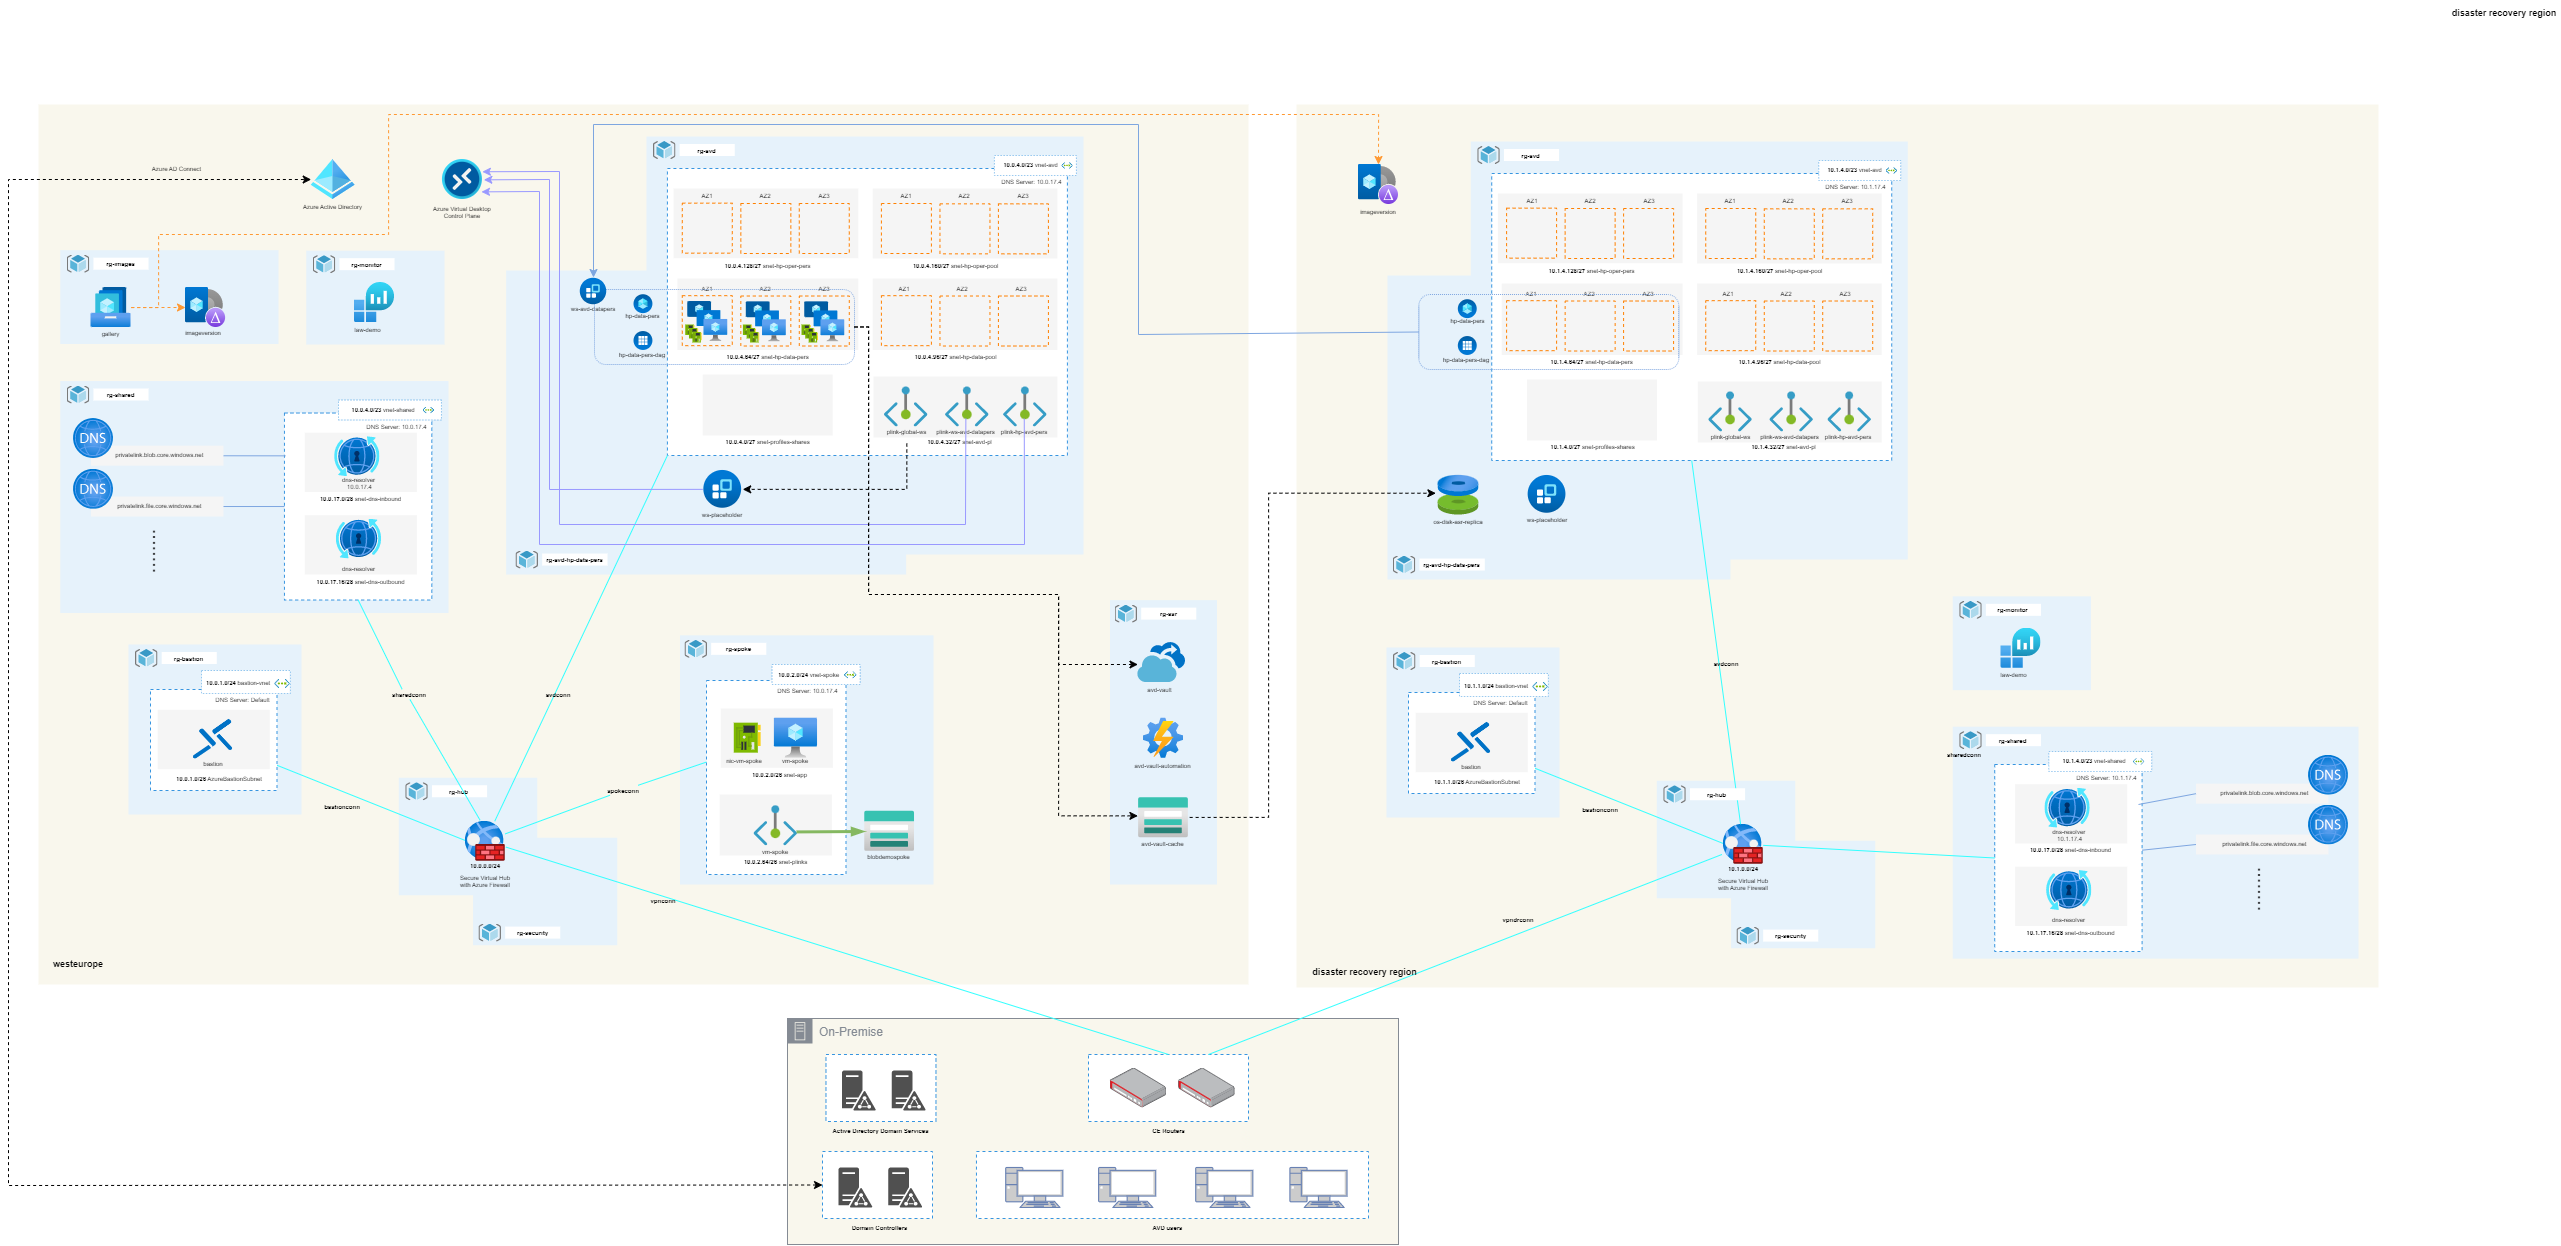 disaster recovery region
Azure AD Connect
Azure Active Directory
Azure Virtual Desktop
Control Plane
rg-images
gallery
imageversion
rg-monitor
law-demo
rg-avd
10.0.4.0/23 vnet-avd
DNS Server: 10.0.17.4
AZ1
AZ2
AZ3
AZ1
AZ2
AZ3
10.0.4.128/27 snet-hp-oper-pers
10.0.4.160/27 snet-hp-oper-pool
ws-avd-datapers
hp-data-pers
hp-data-pers-dag
AZ1
AZ2
AZ3
AZ1
AZ2
AZ3
10.0.4.64/27 snet-hp-data-pers
10.0.4.96/27 snet-hp-data-pool
plink-global-ws
plink-ws-avd-datapers
plink-hp-avd-pers
10.0.4.0/27 snet-profiles-shares
10.0.4.32/27 snet-avd-pl
ws-placeholder
rg-avd-hp-data-pers
rg-shared
10.0.4.0/23 vnet-shared
DNS Server: 10.0.17.4
DNS
privatelink.blob.core.windows.net
DNS
privatelink.file.core.windows.net
dns-resolver
10.0.17.4
10.0.17.0/28 snet-dns-inbound
dns-resolver
10.0.17.16/28 snet-dns-outbound
rg-bastion
10.0.1.0/24 bastion-vnet
DNS Server: Default
bastion
10.0.1.0/26 AzureBastionSubnet
sharedconn
avdconn
bastionconn
spokeconn
vpnconn
rg-hub
10.0.0.0/24
Secure Virtual Hub
with Azure Firewall
rg-security
rg-spoke
10.0.2.0/24 vnet-spoke
DNS Server: 10.0.17.4
nic-vm-spoke
vm-spoke
10.0.2.0/26 snet-app
vm-spoke
10.0.2.64/26 snet-plinks
blobdemospoke
rg-asr
avd-vault
avd-vault-automation
avd-vault-cache
westeurope
imageversion
rg-avd
10.1.4.0/23 vnet-avd
DNS Server: 10.1.17.4
AZ1
AZ2
AZ3
AZ1
AZ2
AZ3
10.1.4.128/27 snet-hp-oper-pers
10.1.4.160/27 snet-hp-oper-pool
hp-data-pers
hp-data-pers-dag
AZ1
AZ2
AZ3
AZ1
AZ2
AZ3
10.1.4.64/27 snet-hp-data-pers
10.1.4.96/27 snet-hp-data-pool
plink-global-ws
plink-ws-avd-datapers
plink-hp-avd-pers
10.1.4.0/27 snet-profiles-shares
10.1.4.32/27 snet-avd-pl
os-disk-asr-replica
ws-placeholder
rg-avd-hp-data-pers
rg-bastion
10.1.1.0/24 bastion-vnet
DNS Server: Default
bastion
10.1.1.0/26 AzureBastionSubnet
avdconn
bastionconn
sharedconn
vpndrconn
rg-hub
10.1.0.0/24
Secure Virtual Hub
with Azure Firewall
rg-security
rg-monitor
law-demo
rg-shared
10.1.4.0/23 vnet-shared
DNS Server: 10.1.17.4
dns-resolver
10.1.17.4
10.0.17.0/28 snet-dns-inbound
dns-resolver
10.1.17.16/28 snet-dns-outbound
DNS
privatelink.blob.core.windows.net
DNS
privatelink.file.core.windows.net
disaster recovery region
On-Premise
Active Directory Domain Services
CE Routers
Domain Controllers
AVD users